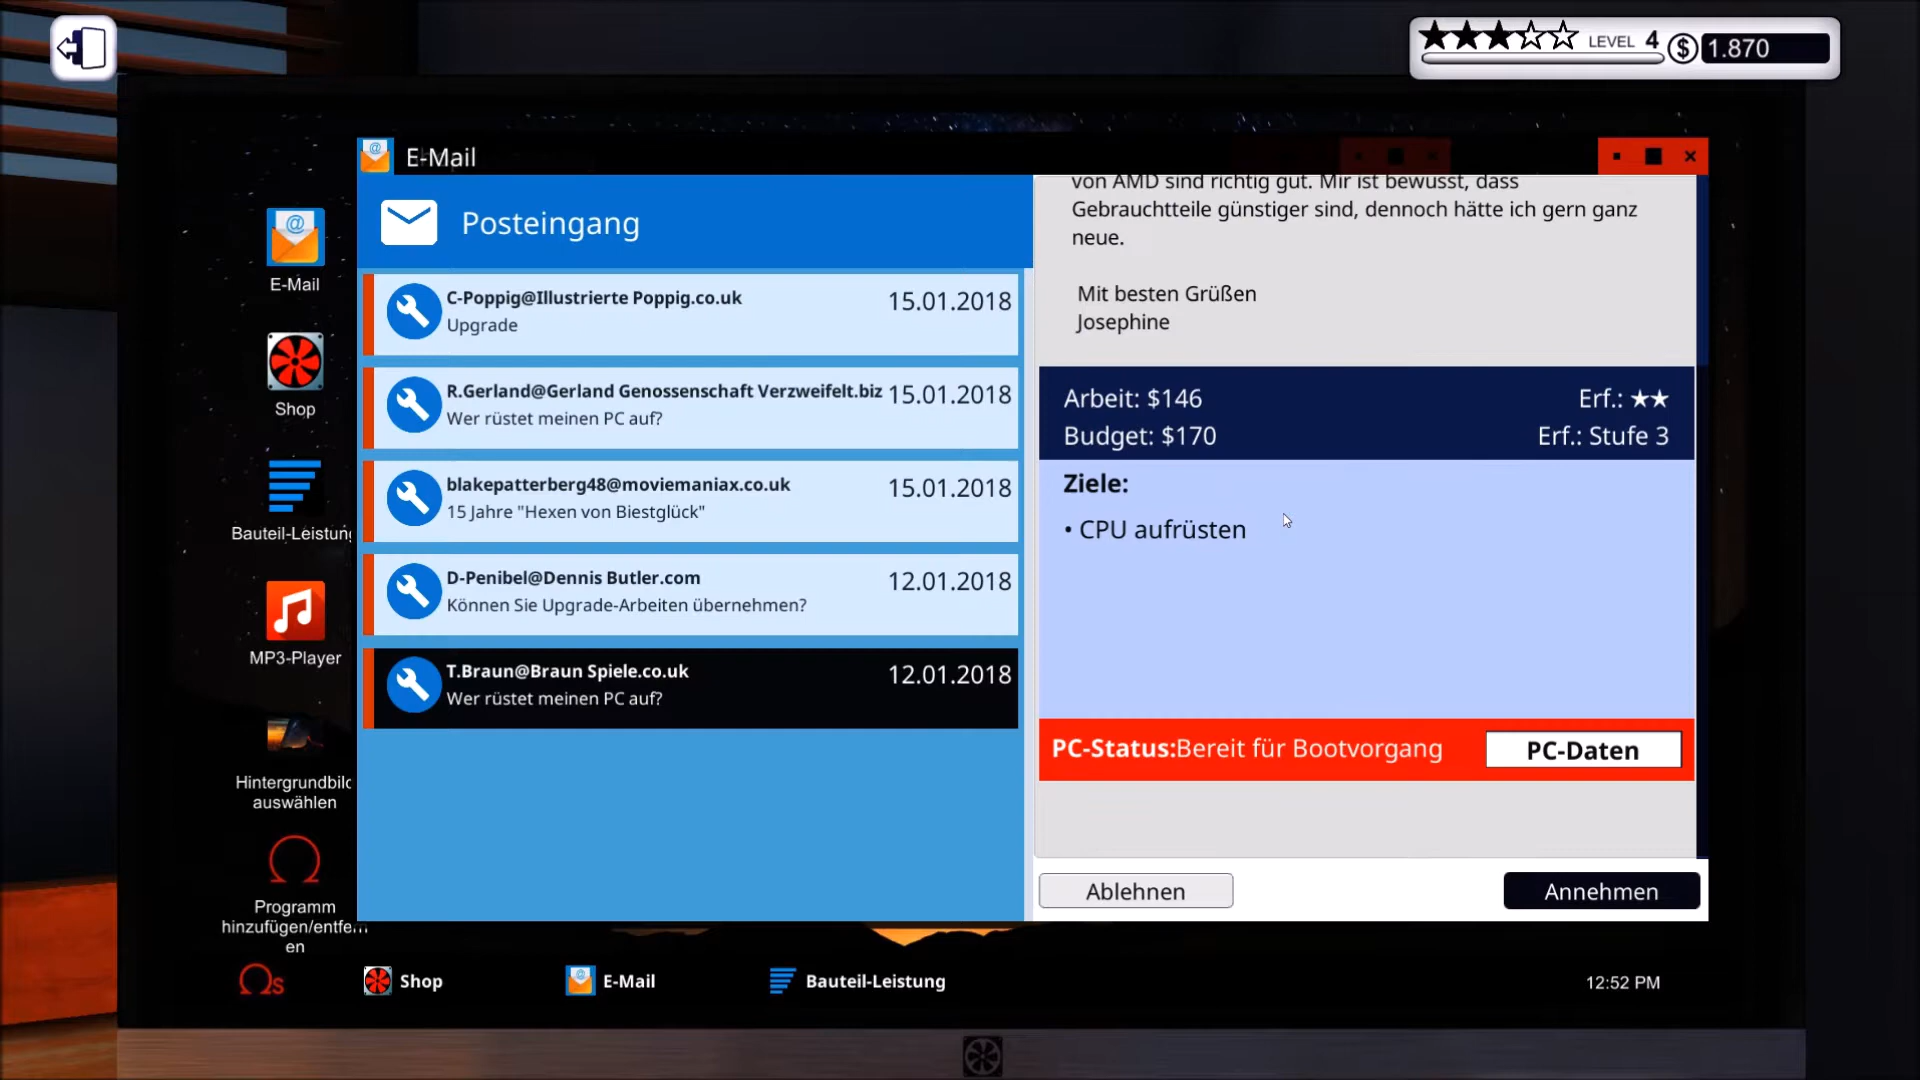 LEVEL 4
$ 1.870
E-Mail
Posteingang
C-Poppig@Illustrierte Poppig.co.uk
15.01.2018
Upgrade
R.Gerland@Gerland Genossenschaft Verzweifelt.biz
15.01.2018
Wer rüstet meinen PC auf?
blakepatterberg48@moviemaniax.co.uk
15.01.2018
15 Jahre "Hexen von Biestglück"
D-Penibel@Dennis Butler.com
12.01.2018
Können Sie Upgrade-Arbeiten übernehmen?
T.Braun@Braun Spiele.co.uk
12.01.2018
Wer rüstet meinen PC auf?
von AMD sind richtig gut. Mir ist bewusst, dass
Gebrauchtteile günstiger sind, dennoch hätte ich gern ganz
neue.
Mit besten Grüßen
Josephine
Arbeit: $146
Erf.: ★★
Budget: $170
Erf.: Stufe 3
Ziele:
• CPU aufrüsten
PC-Status:Bereit für Bootvorgang
PC-Daten
Ablehnen
Annehmen
E-Mail
Shop
Bauteil-Leistung
MP3-Player
Hintergrundbild
auswählen
Programm
hinzufügen/entfern
en
Ωs
Shop
E-Mail
Bauteil-Leistung
12:52 PM